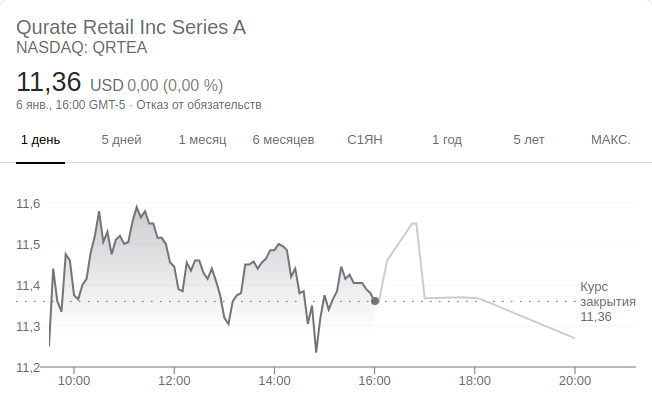 Qurate Retail Inc Series A
NASDAQ: QRTEA
11,36 USD 0,00 (0,00 %)
6 янв., 16:00 GMT-5 · Отказ от обязательств
1 день 5 дней 1 месяц 6 месяцев С1ЯН 1 год 5 лет МАКС.
11,6
11,5
11,4
11,3
11,2
Курс
закрытия
11,36
10:00 12:00 14:00 16:00 18:00 20:00